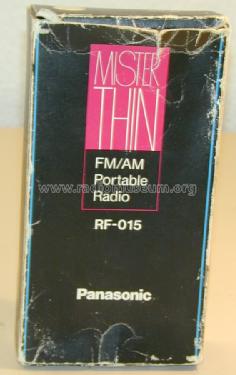 MISTER
THIN
FM/AM
Portable
Radio
© www.radiomuseum.org
RF-015
Panasonic